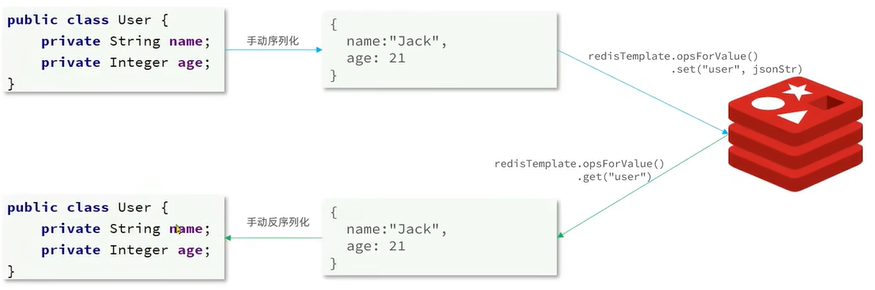 public class User {
private String name;
private Integer age;
}
手动序列化
{
name:"Jack",
age: 21
}
redisTemplate.opsForValue()
.set("user", jsonStr)
redisTemplate.opsForValue()
.get("user")
public class User {
private String name;
private Integer age;
}
手动反序列化
{
name:"Jack",
age: 21
}